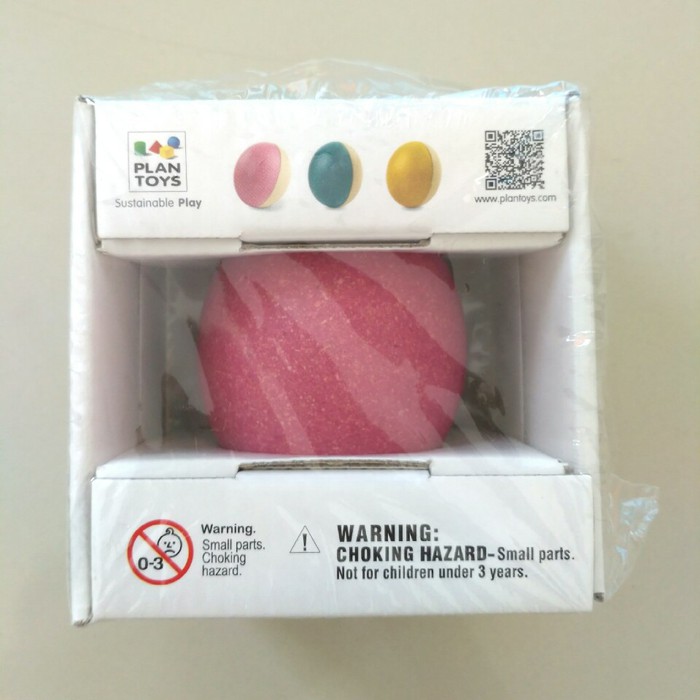 PLAN
TOYS
Sustainable Play
www.plantoys.com
0-3
Warning.
Small parts.
Choking
hazard.
WARNING:
CHOKING HAZARD-Small parts.
Not for children under 3 years.